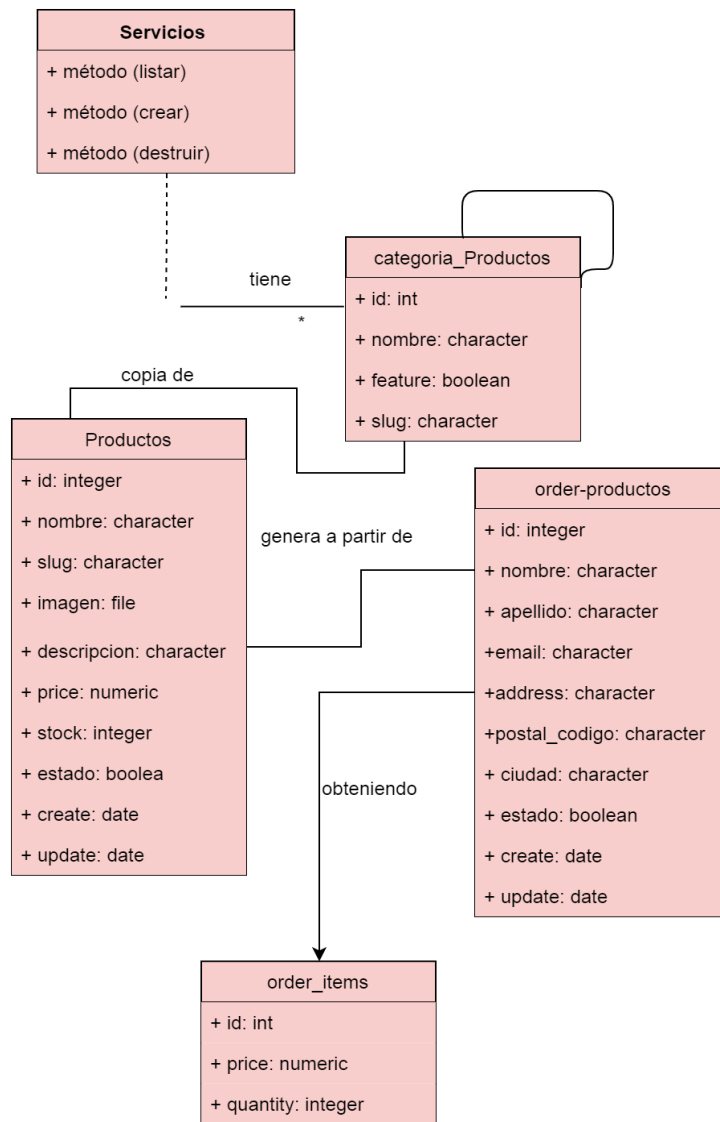 Servicios
+ método (listar)
+ método (crear)
+ método (destruir)
categoria_Productos
+ id: int
+ nombre: character
+ feature: boolean
+ slug: character
tiene
*
copia de
Productos
+ id: integer
+ nombre: character
+ slug: character
+ imagen: file
+ descripcion: character
+ price: numeric
+ stock: integer
+ estado: boolea
+ create: date
+ update: date
genera a partir de
order-productos
+ id: integer
+ nombre: character
+ apellido: character
+email: character
+address: character
+postal_codigo: character
+ ciudad: character
+ estado: boolean
+ create: date
+ update: date
obteniendo
order_items
+ id: int
+ price: numeric
+ quantity: integer